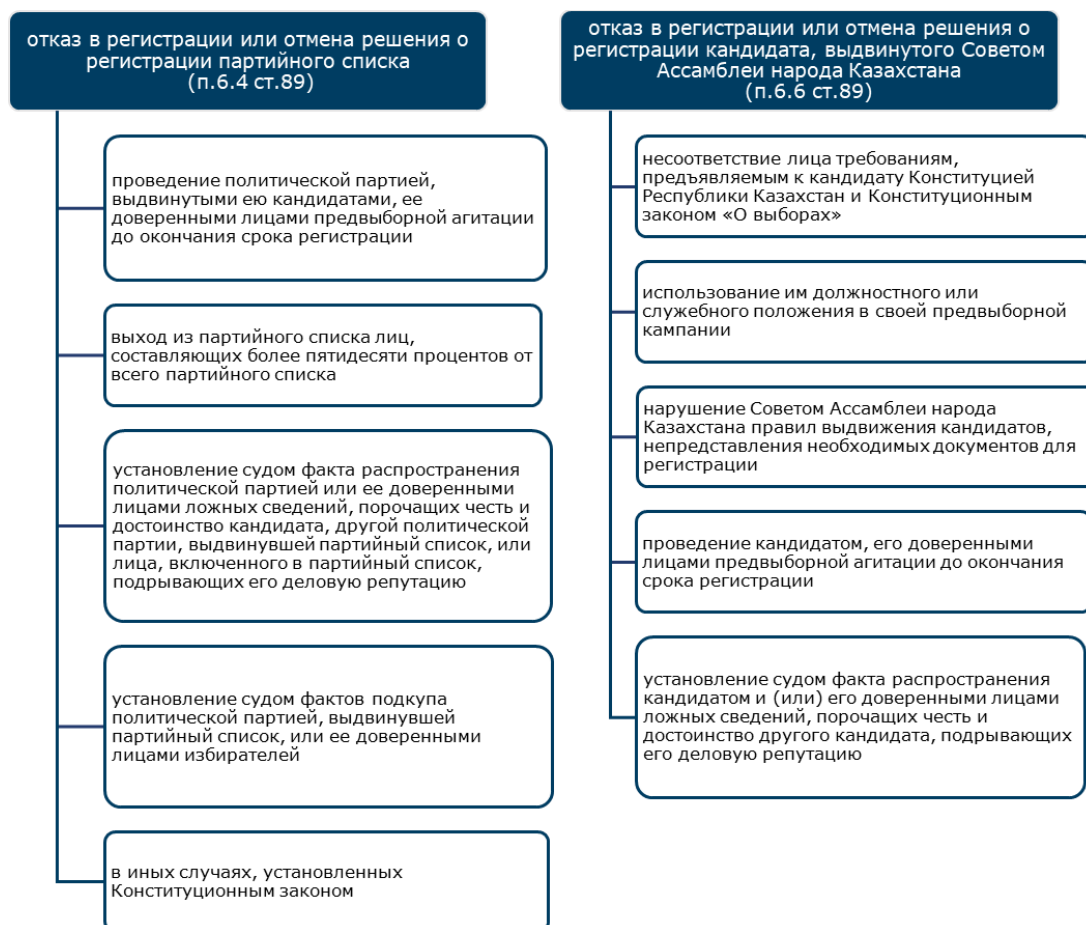 отказ в регистрации или отмена решения о
регистрации партийного списка
(п.6.4 ст.89)
проведение политической партией,
выдвинутыми ею кандидатами, ее
доверенными лицами предвыборной агитации
до окончания срока регистрации
выход из партийного списка лиц,
составляющих более пятидесяти процентов от
всего партийного списка
установление судом факта распространения
политической партией или ее доверенными
лицами ложных сведений, порочащих честь и
достоинство кандидата, другой политической
партии, выдвинувшей партийный список, или
лица, включенного в партийный список,
подрывающих его деловую репутацию
установление судом фактов подкупа
политической партией, выдвинувшей
партийный список, или ее доверенными
лицами избирателей
в иных случаях, установленных
Конституционным законом
отказ в регистрации или отмена решения о
регистрации кандидата, выдвинутого Советом
Ассамблеи народа Казахстана
(п.6.6 ст.89)
несоответствие лица требованиям,
предъявляемым к кандидату Конституцией
Республики Казахстан и Конституционным
законом «О выборах»
использование им должностного или
служебного положения в своей предвыборной
кампании
нарушение Советом Ассамблеи народа
Казахстана правил выдвижения кандидатов,
непредставления необходимых документов для
регистрации
проведение кандидатом, его доверенными
лицами предвыборной агитации до окончания
срока регистрации
установление судом факта распространения
кандидатом и (или) его доверенными лицами
ложных сведений, порочащих честь и
достоинство другого кандидата, подрывающих
его деловую репутацию